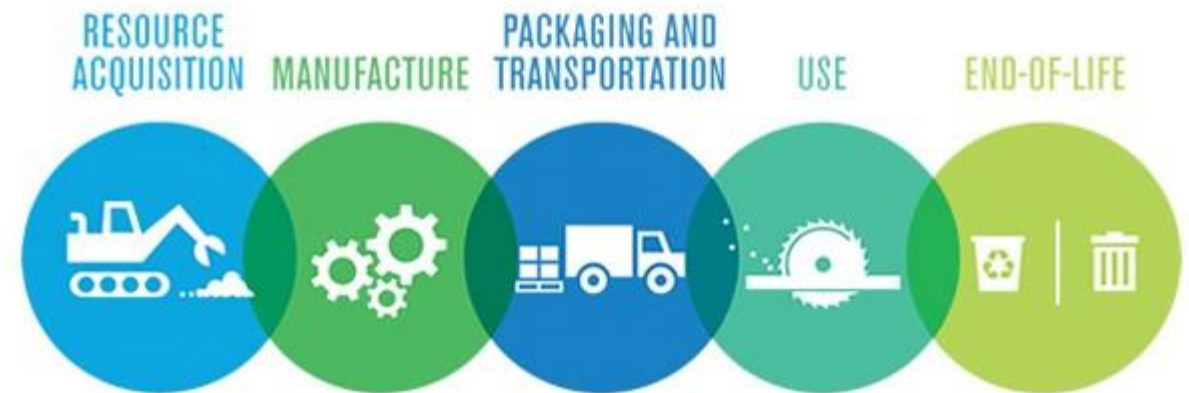 RESOURCE
ACQUISITION
MANUFACTURE
PACKAGING AND
TRANSPORTATION
USE
END-OF-LIFE